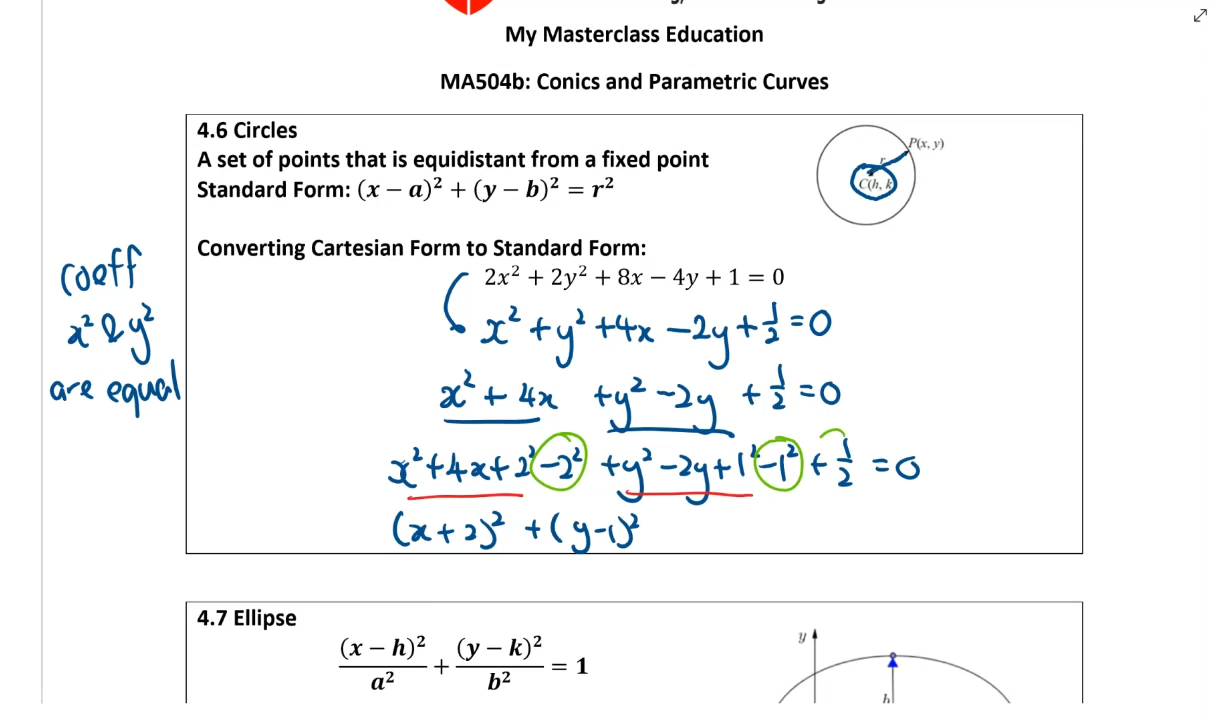 My Masterclass Education
MA504b: Conics and Parametric Curves
4.6 Circles
A set of points that is equidistant from a fixed point
Standard Form: (x − a)² + (y − b)² = r²
P(x, y)
r
C(h, k)
Converting Cartesian Form to Standard Form:
2x² + 2y² + 8x − 4y + 1 = 0
coeff
x² & y²
are equal
x² + y² + 4x − 2y + 1/2 = 0
x² + 4x + y² − 2y + 1/2 = 0
x² + 4x + 2² − 2² + y² − 2y + 1² − 1² + 1/2 = 0
(x + 2)² + (y − 1)²
4.7 Ellipse
(x − h)²/a² + (y − k)²/b² = 1
y
h